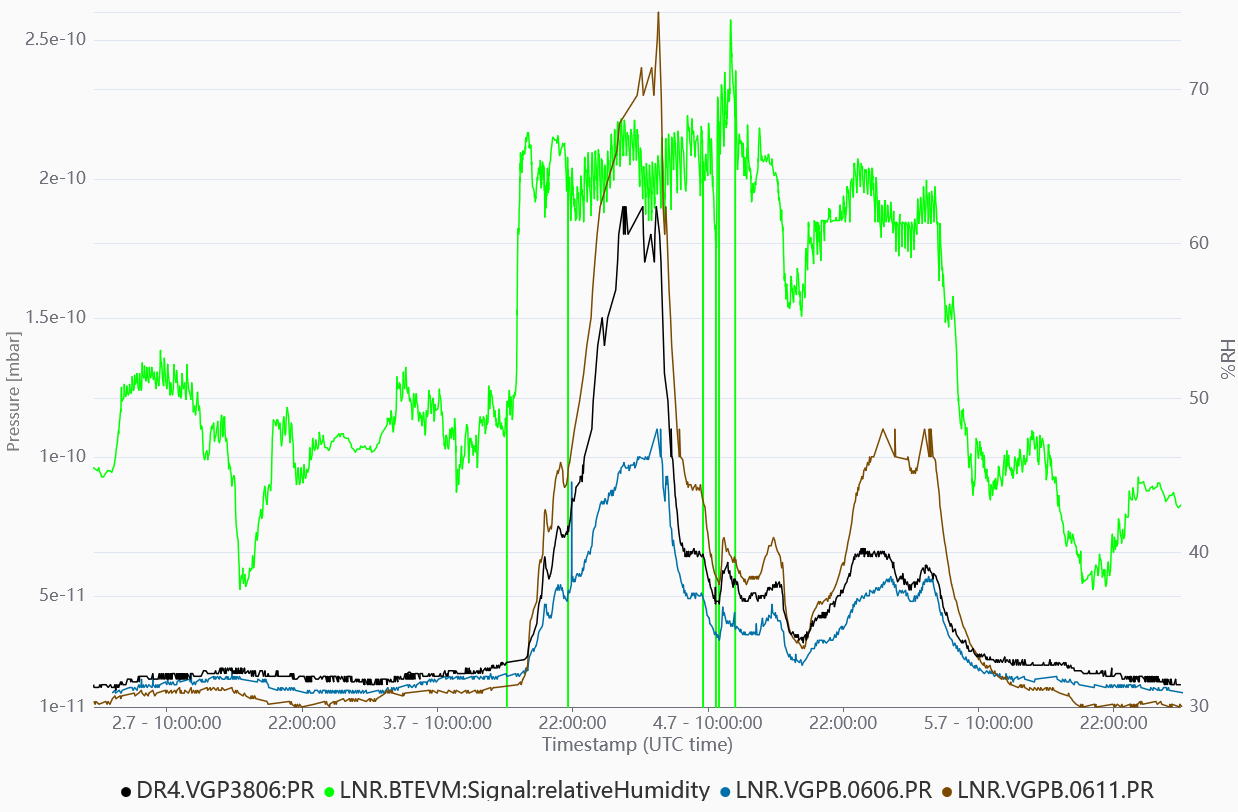 2.5e-10
2e-10
1.5e-10
1e-10
5e-11
1e-11
Pressure [mbar]
70
60
50
40
30
%RH
2.7 - 10:00:00 22:00:00 3.7 - 10:00:00 22:00:00 4.7 - 10:00:00 22:00:00 5.7 - 10:00:00 22:00:00
Timestamp (UTC time)
DR4.VGP3806:PR LNR.BTEVM:Signal:relativeHumidity LNR.VGPB.0606.PR LNR.VGPB.0611.PR